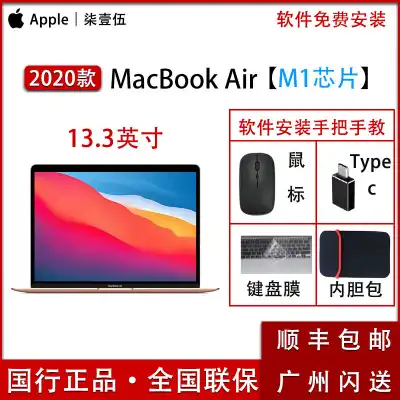 Apple｜柒壹伍
软件免费安装
2020款
MacBook Air【M1芯片】
13.3英寸
软件安装手把手教
鼠标
Type c
键盘膜
内胆包
国行正品·全国联保
顺丰包邮
广州闪送